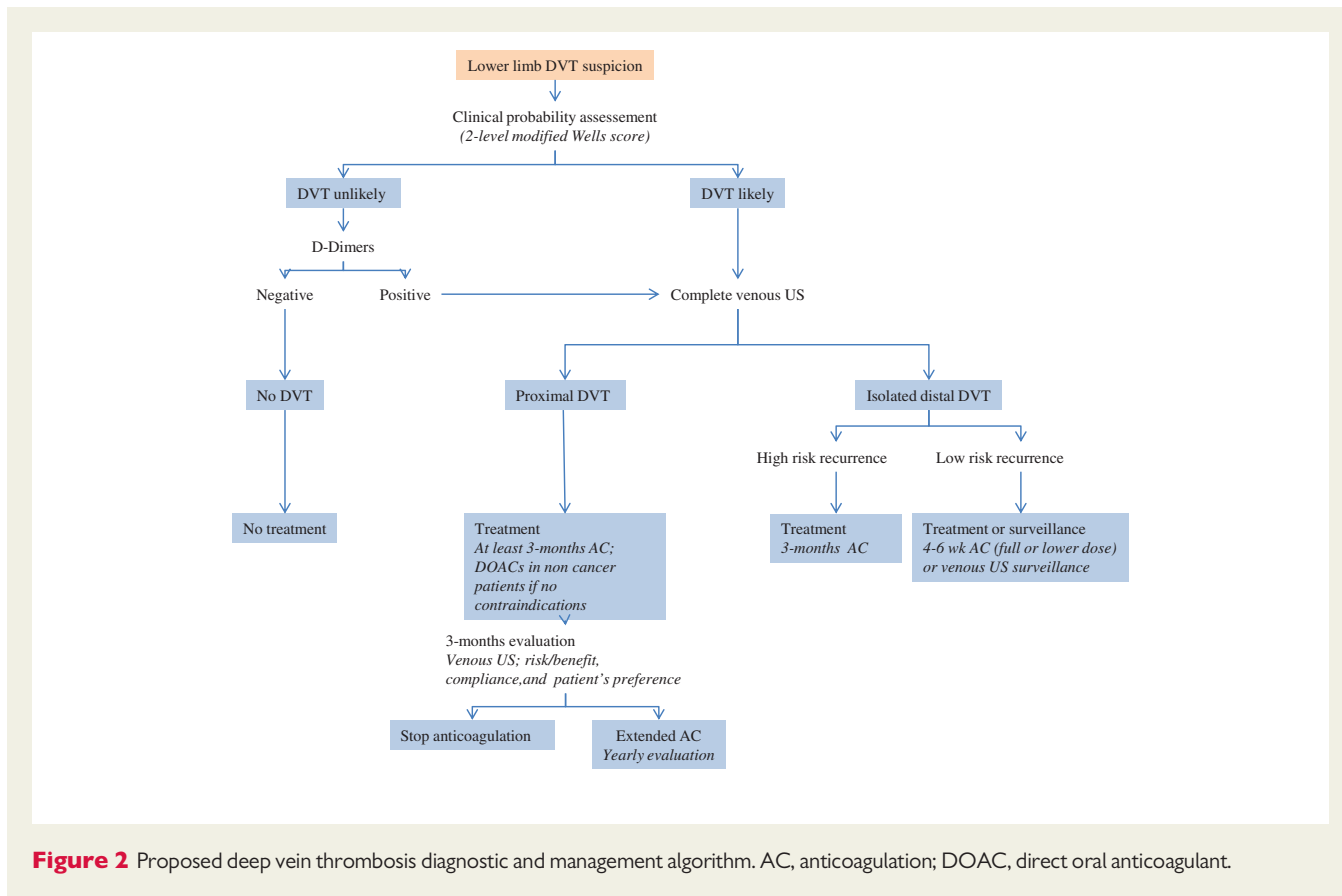 Lower limb DVT suspicion
Clinical probability assessement
(2-level modified Wells score)
DVT unlikely
DVT likely
D-Dimers
Negative
Positive
Complete venous US
No DVT
Proximal DVT
Isolated distal DVT
High risk recurrence
Low risk recurrence
No treatment
Treatment
At least 3-months AC;
DOACs in non cancer
patients if no
contraindications
Treatment
3-months AC
Treatment or surveillance
4-6 wk AC (full or lower dose)
or venous US surveillance
3-months evaluation
Venous US; risk/benefit,
compliance,and patient's preference
Stop anticoagulation
Extended AC
Yearly evaluation
Figure 2 Proposed deep vein thrombosis diagnostic and management algorithm. AC, anticoagulation; DOAC, direct oral anticoagulant.